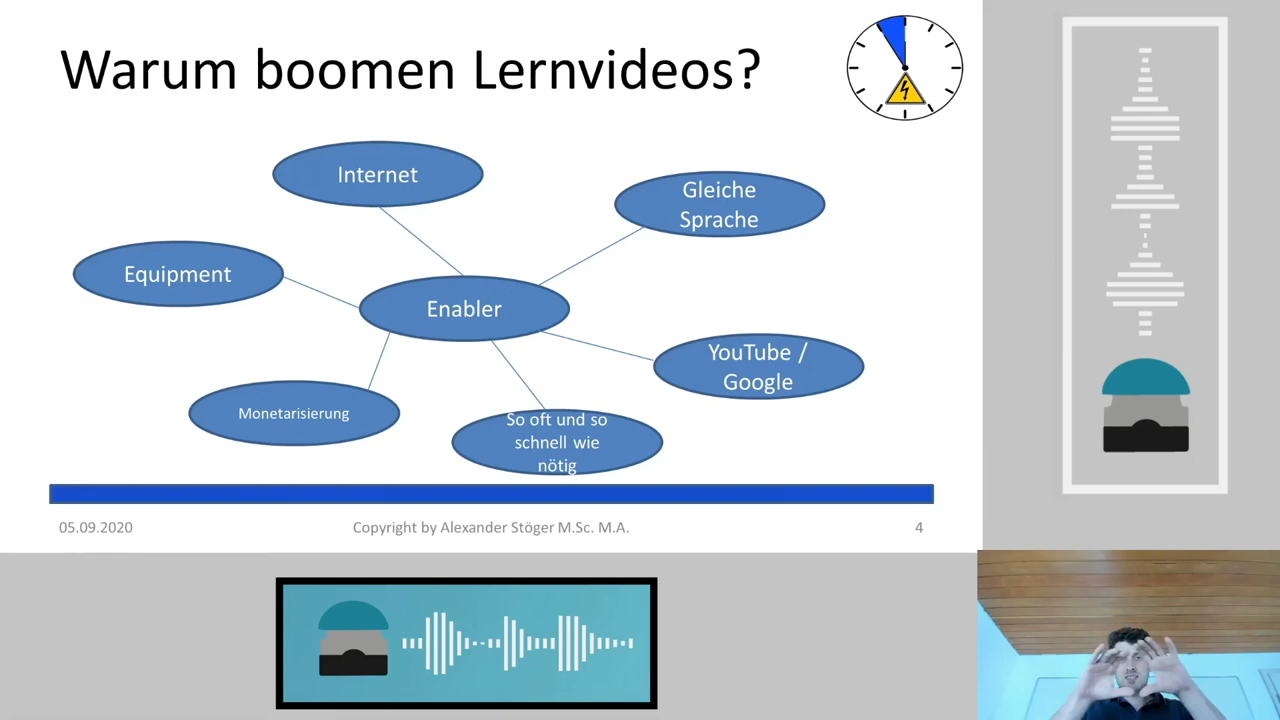 Warum boomen Lernvideos?
Internet
Gleiche
Sprache
Equipment
Enabler
YouTube /
Google
Monetarisierung
So oft und so
schnell wie
nötig
05.09.2020
Copyright by Alexander Stöger M.Sc. M.A.
4